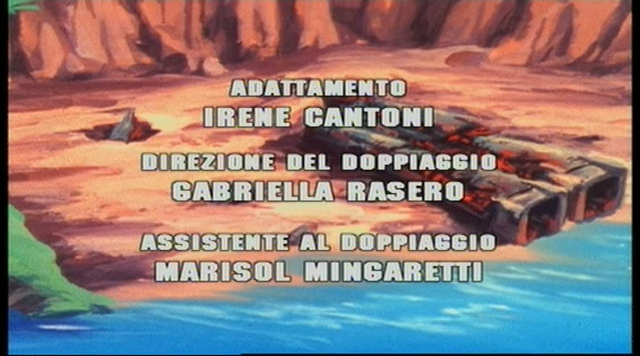 ADATTAMENTO
IRENE CANTONI
DIREZIONE DEL DOPPIAGGIO
GABRIELLA RASERO
ASSISTENTE AL DOPPIAGGIO
MARISOL MINGARETTI